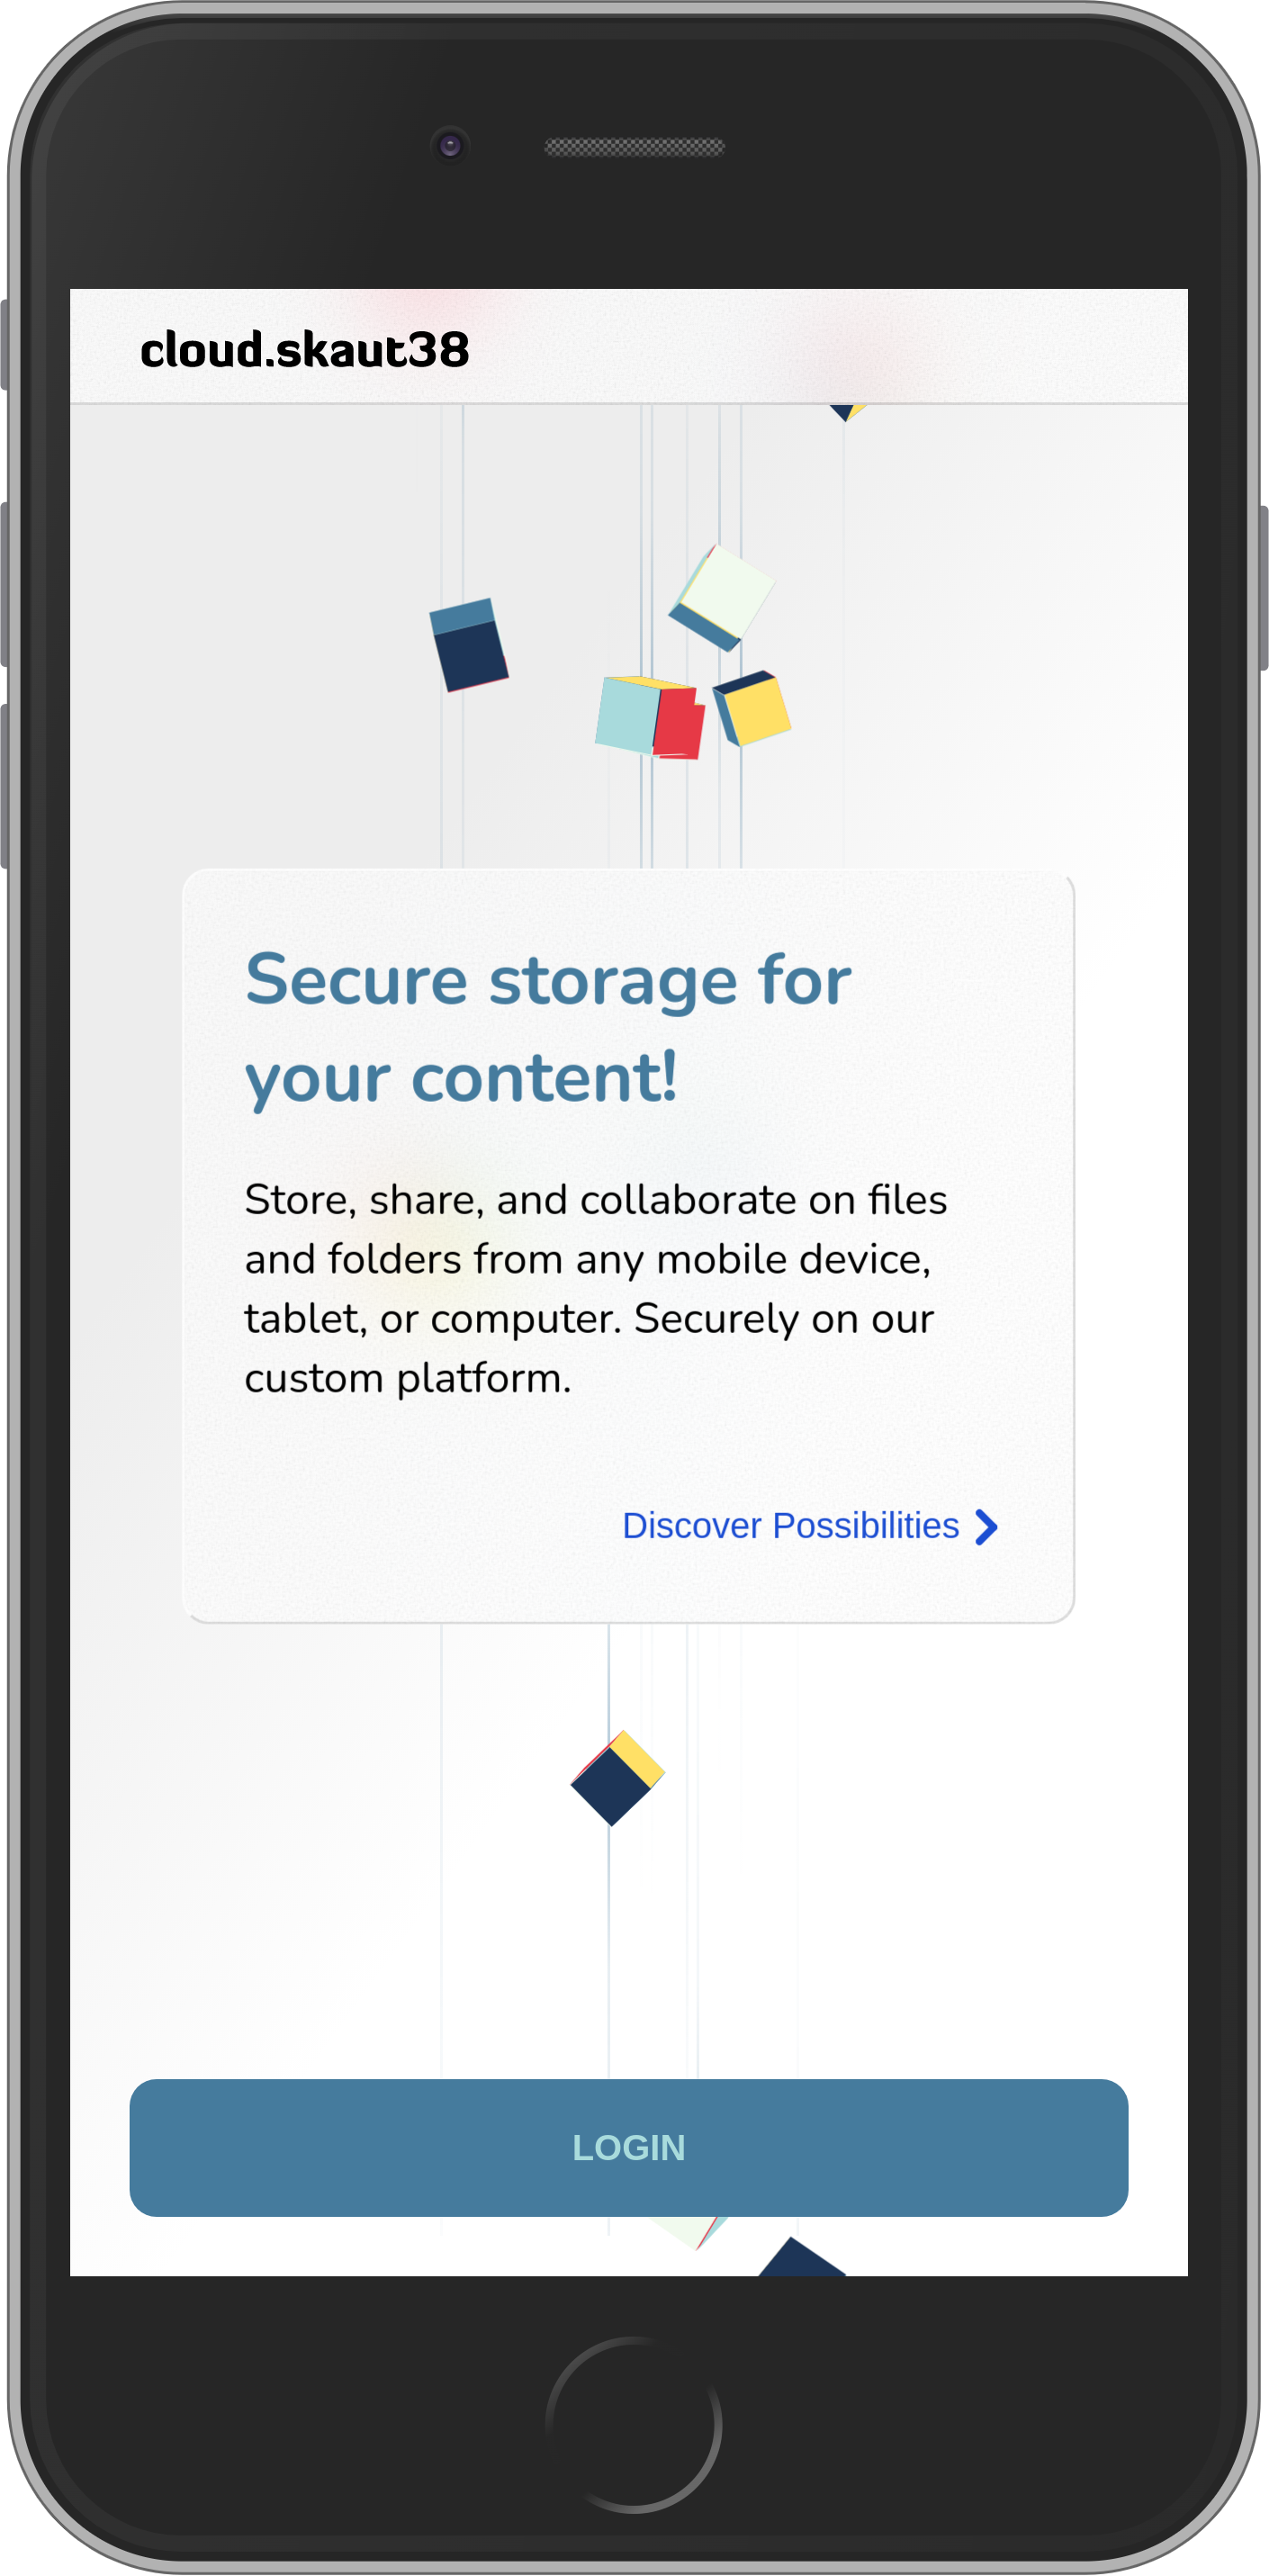 cloud.skaut38
Secure storage for
your content!
Store, share, and collaborate on files
and folders from any mobile device,
tablet, or computer. Securely on our
custom platform.
Discover Possibilities
LOGIN